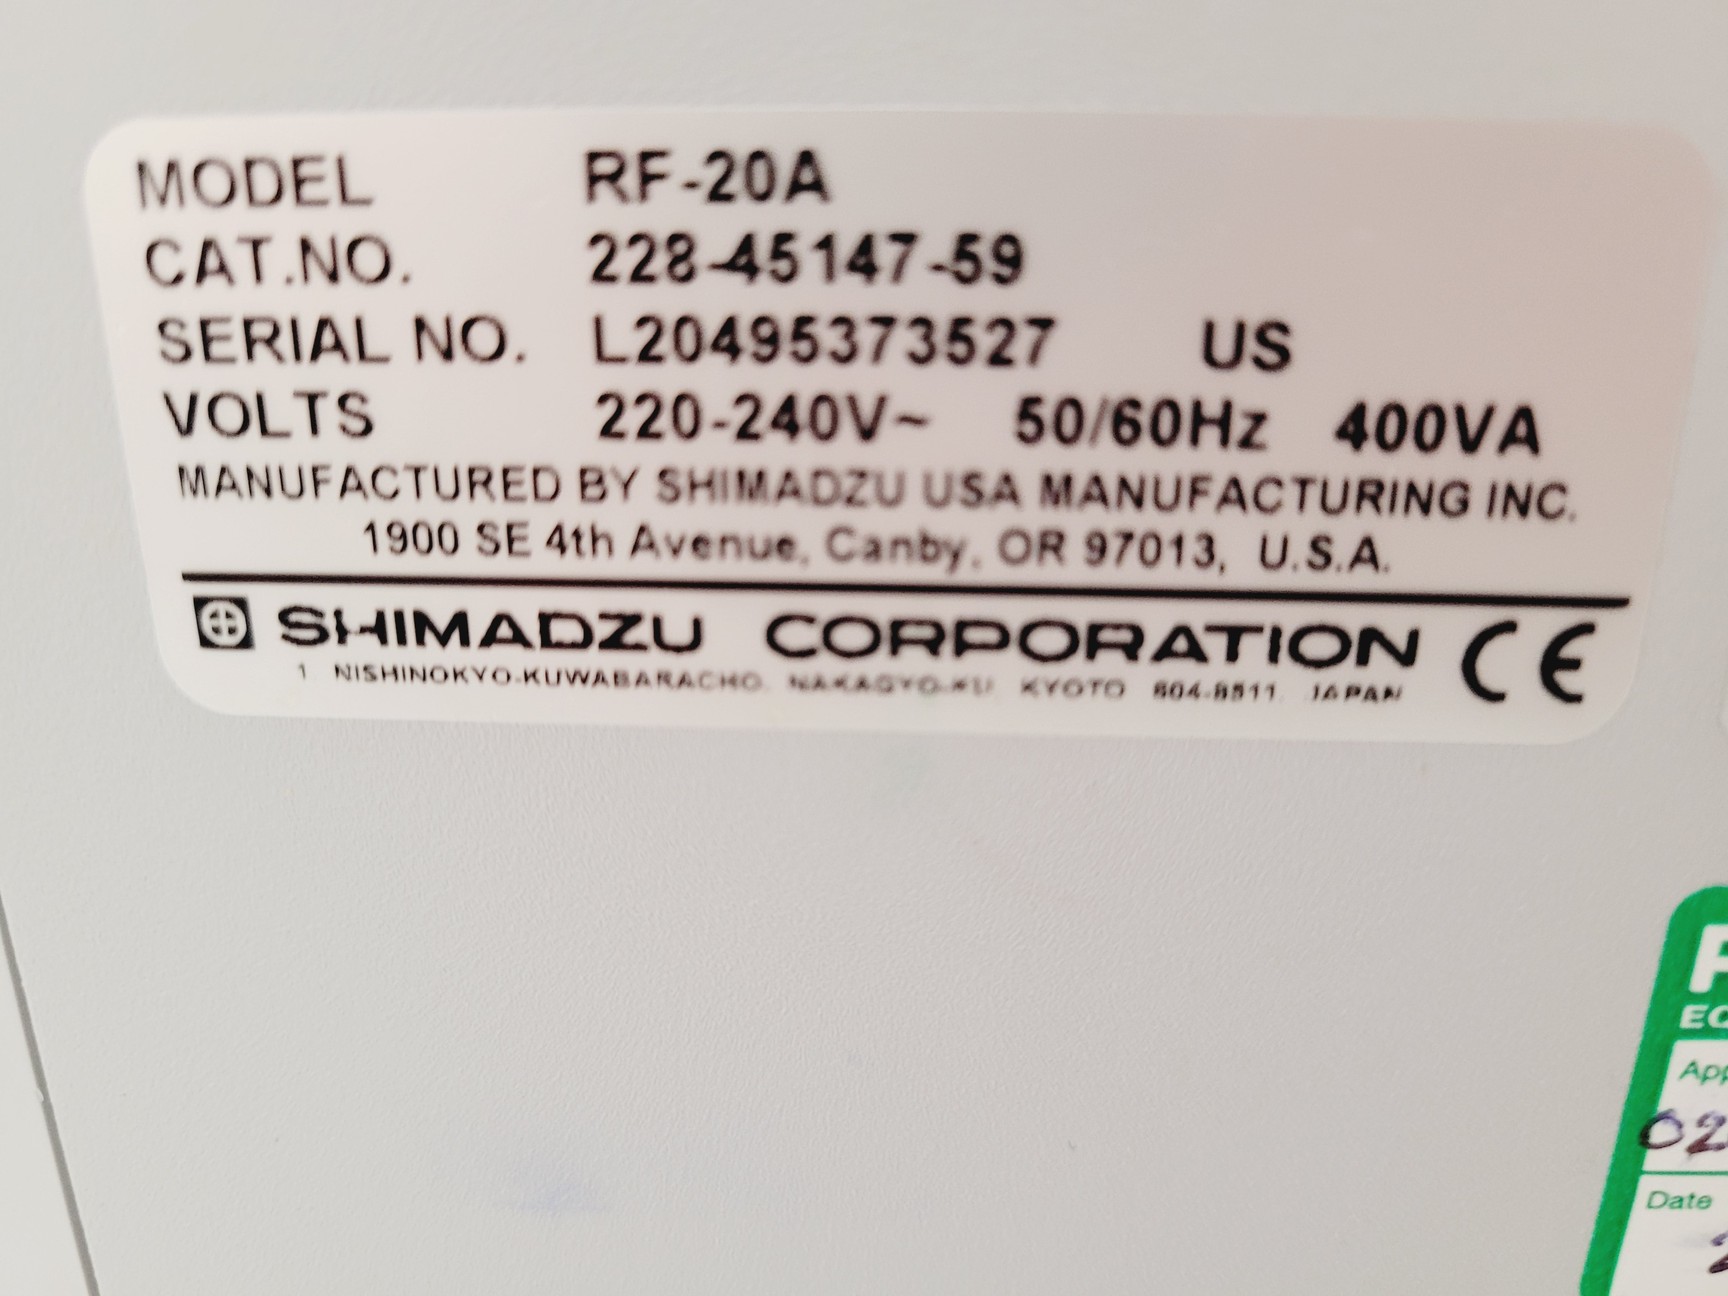 MODEL RF-20A
CAT.NO. 228-45147-59
SERIAL NO. L20495373527 US
VOLTS 220-240V~ 50/60Hz 400VA
MANUFACTURED BY SHIMADZU USA MANUFACTURING INC.
1900 SE 4th Avenue, Canby, OR 97013, U.S.A.
SHIMADZU CORPORATION CE
1 NISHINOKYO-KUWABARACHO, NAKAGYO-KU KYOTO 604-8511, JAPAN
Date